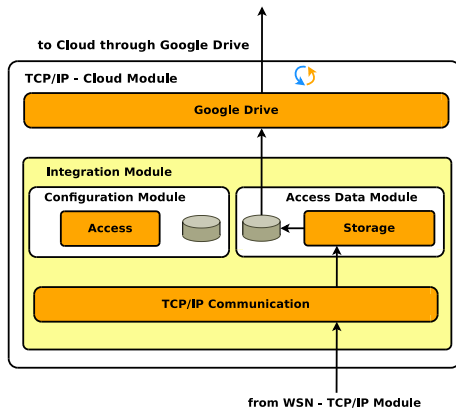 to Cloud through Google Drive
TCP/IP - Cloud Module
Google Drive
Integration Module
Configuration Module
Access Data Module
Access
Storage
TCP/IP Communication
from WSN - TCP/IP Module